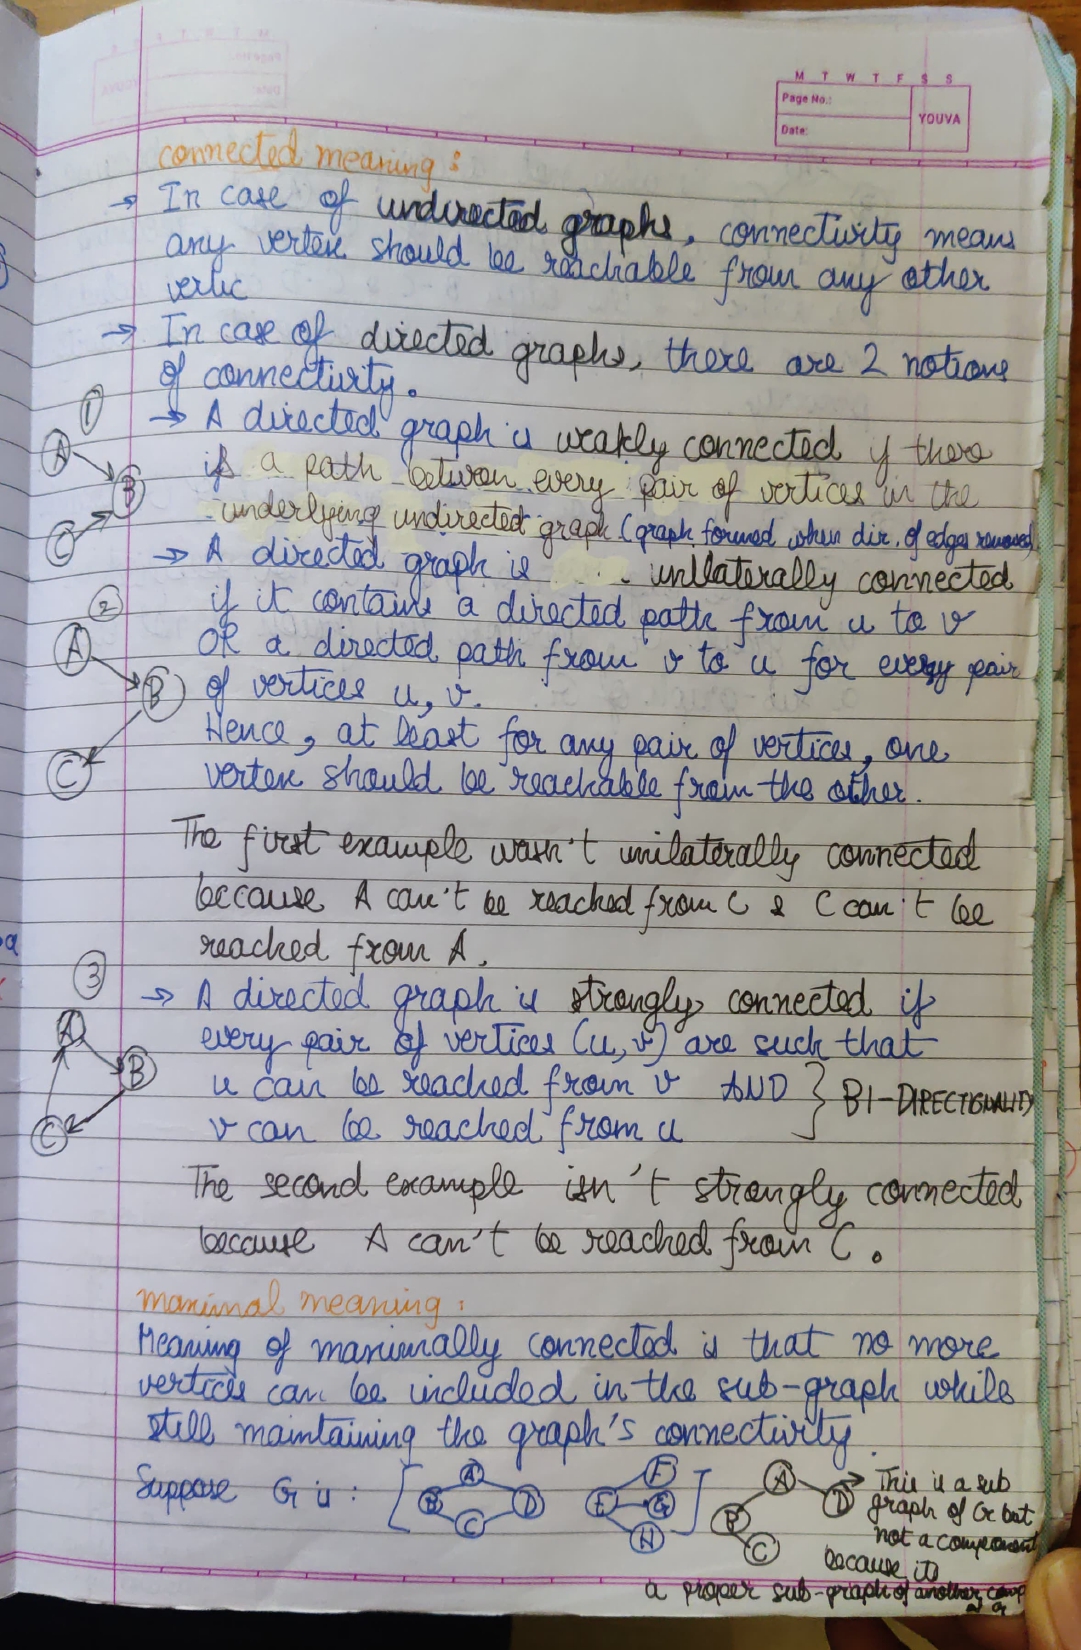 M T W T F S S
Page No.:
Date:
YOUVA
connected meaning :
→ In case of undirected graphs, connectivity means
any vertex should be reachable from any other
vertic
→ In case of directed graphs, there are 2 notions
of connectivity.
1
→ A directed graph is weakly connected if there
A
is a path between every pair of vertices in the
B
underlying undirected graph (graph formed when dir. of edges removed)
C
→ A directed graph is unilaterally connected
2
if it contains a directed path from u to v
A
OR a directed path from v to u for every pair
B
of vertices u, v.
Hence, at least for any pair of vertices, one
C
vertex should be reachable from the other.
The first example wasn't unilaterally connected
because A can't be reached from C & C can't be
reached from A.
3
→ A directed graph is strongly connected if
A
every pair of vertices (u, v) are such that
B
u can be reached from v AND } BI-DIRECTIONALITY
C
v can be reached from u
The second example isn't strongly connected
because A can't be reached from C.
maximal meaning :
Meaning of maximally connected is that no more
vertices can be included in the sub-graph while
still maintaining the graph's connectivity.
Suppose G is : [ A B C D E F G H ]
A B C D
→ This is a sub
graph of G but
not a component
because its
a proper sub-graph of another comp